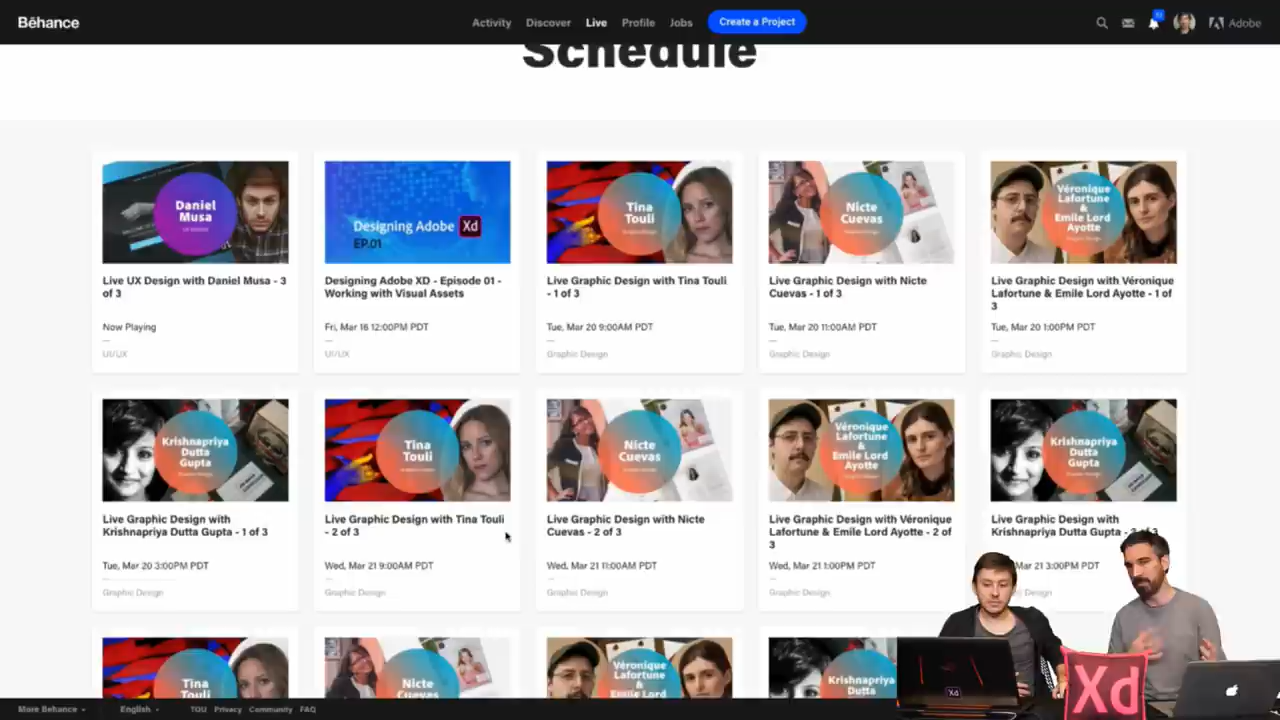 Bēhance
Activity Discover Live Profile Jobs Create a Project
Adobe
Schedule
Daniel
Musa
Designing Adobe Xd
EP.01
Tina
Touli
Nicte
Cuevas
Véronique
Lafortune
&
Emile Lord
Ayotte
Live UX Design with Daniel Musa - 3
of 3
Now Playing
UI/UX
Designing Adobe XD - Episode 01 -
Working with Visual Assets
Fri, Mar 16 12:00PM PDT
UI/UX
Live Graphic Design with Tina Touli
- 1 of 3
Tue, Mar 20 9:00AM PDT
Graphic Design
Live Graphic Design with Nicte
Cuevas - 1 of 3
Tue, Mar 20 11:00AM PDT
Graphic Design
Live Graphic Design with Véronique
Lafortune & Emile Lord Ayotte - 1 of
3
Tue, Mar 20 1:00PM PDT
Graphic Design
Krishnapriya
Dutta
Gupta
Tina
Touli
Nicte
Cuevas
Véronique
Lafortune
&
Emile Lord
Ayotte
Krishnapriya
Dutta
Gupta
Live Graphic Design with
Krishnapriya Dutta Gupta - 1 of 3
Tue, Mar 20 3:00PM PDT
Graphic Design
Live Graphic Design with Tina Touli
- 2 of 3
Wed, Mar 21 9:00AM PDT
Graphic Design
Live Graphic Design with Nicte
Cuevas - 2 of 3
Wed, Mar 21 11:00AM PDT
Graphic Design
Live Graphic Design with Véronique
Lafortune & Emile Lord Ayotte - 2 of
3
Wed, Mar 21 1:00PM PDT
Graphic Design
Live Graphic Design with
Krishnapriya Dutta Gupta -
21 3:00PM PDT
Tina
Touli
Nicte
Cuevas
Véronique
Lafortune
&
Emile Lord
Krishnapriya
Dutta
Xd
Xd
More Behance English TOU Privacy Community FAQ